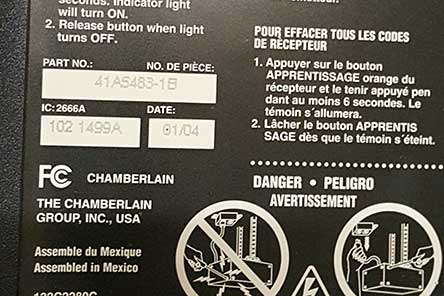 seconds. Indicator light
will turn ON.
2. Release button when light
turns OFF.
PART NO.: NO. DE PIÈCE:
41A5483-1B
IC: 2666A DATE:
102 1499A 01/04
FC CHAMBERLAIN
THE CHAMBERLAIN
GROUP, INC., USA
Assemble du Mexique
Assembled in Mexico
POUR EFFACER TOUS LES CODES
DE RÉCEPTEUR
1. Appuyer sur le bouton
APPRENTISSAGE orange du
récepteur et le tenir appuyé pen
dant au moins 6 secondes. Le
témoin s´allumera.
2. Lâcher le bouton APPRENTIS
SAGE dès que le témoin s´éteint.
DANGER • PELIGRO
AVERTISSEMENT